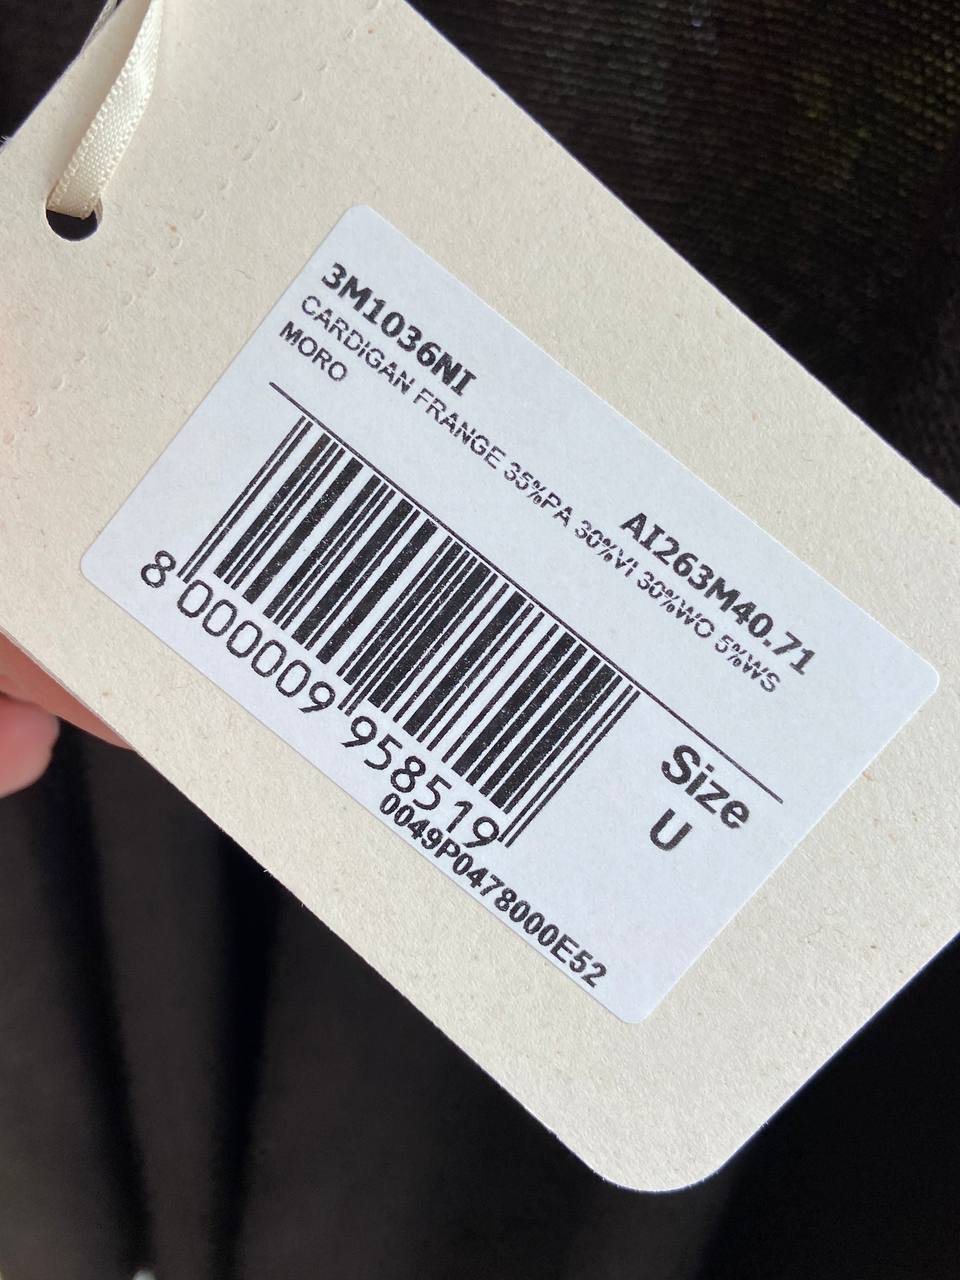 3M1036NI AI263M40.71
CARDIGAN FRANGE 35%PA 30%VI 30%WO 5%WS
MORO
Size
U
8 000009 958519
0049P0478000E52